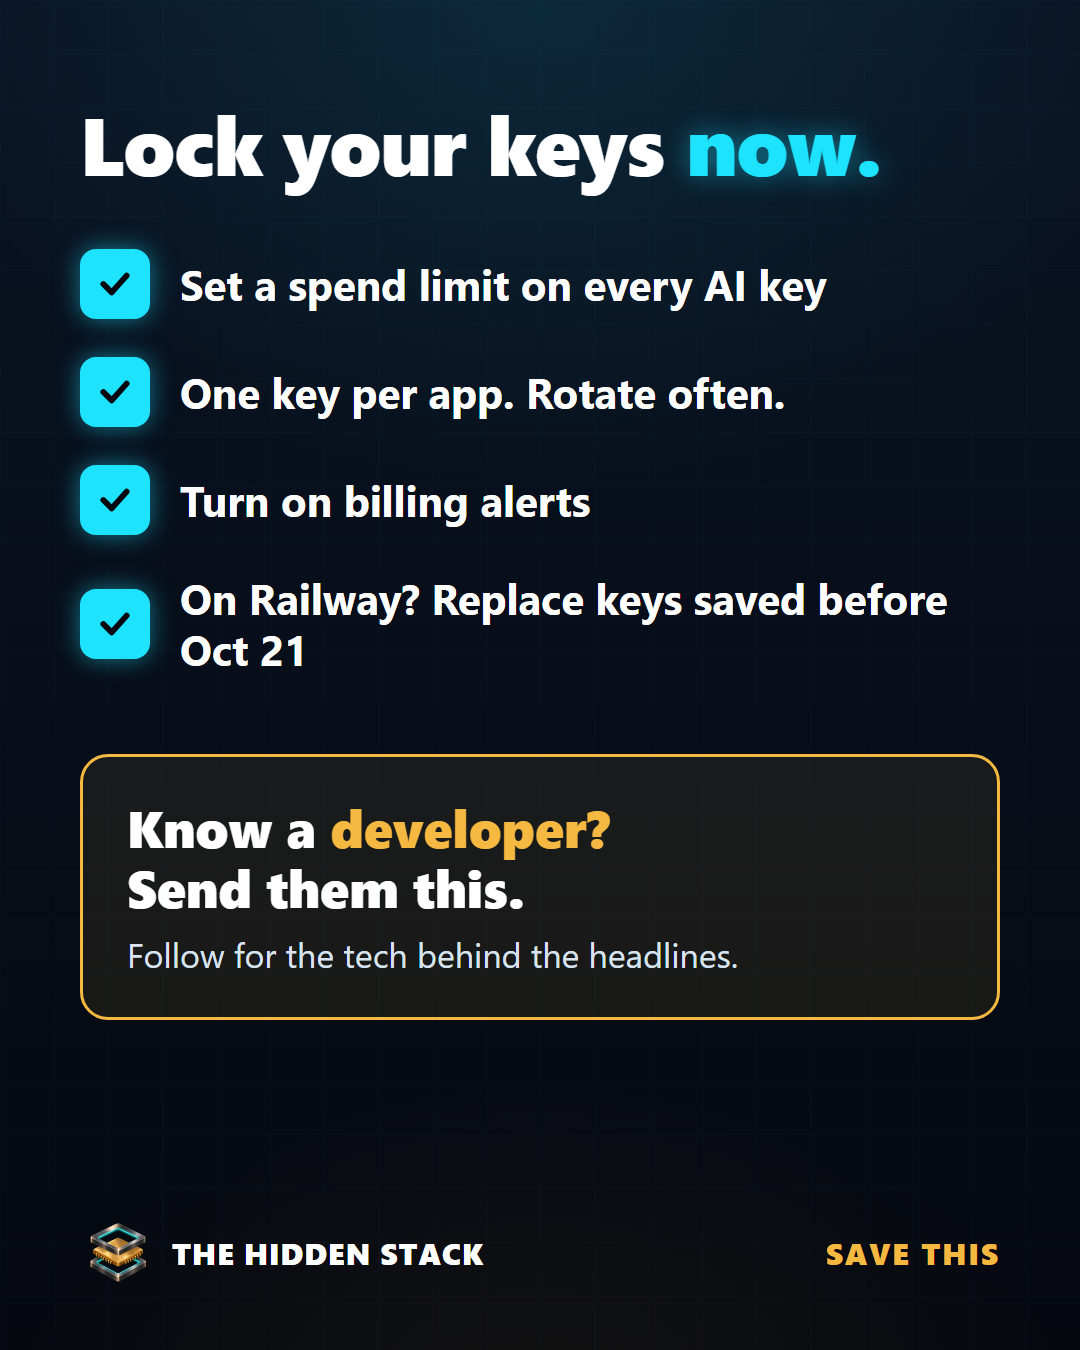 Lock your keys now.
Set a spend limit on every AI key
One key per app. Rotate often.
Turn on billing alerts
On Railway? Replace keys saved before
Oct 21
Know a developer?
Send them this.
Follow for the tech behind the headlines.
THE HIDDEN STACK
SAVE THIS